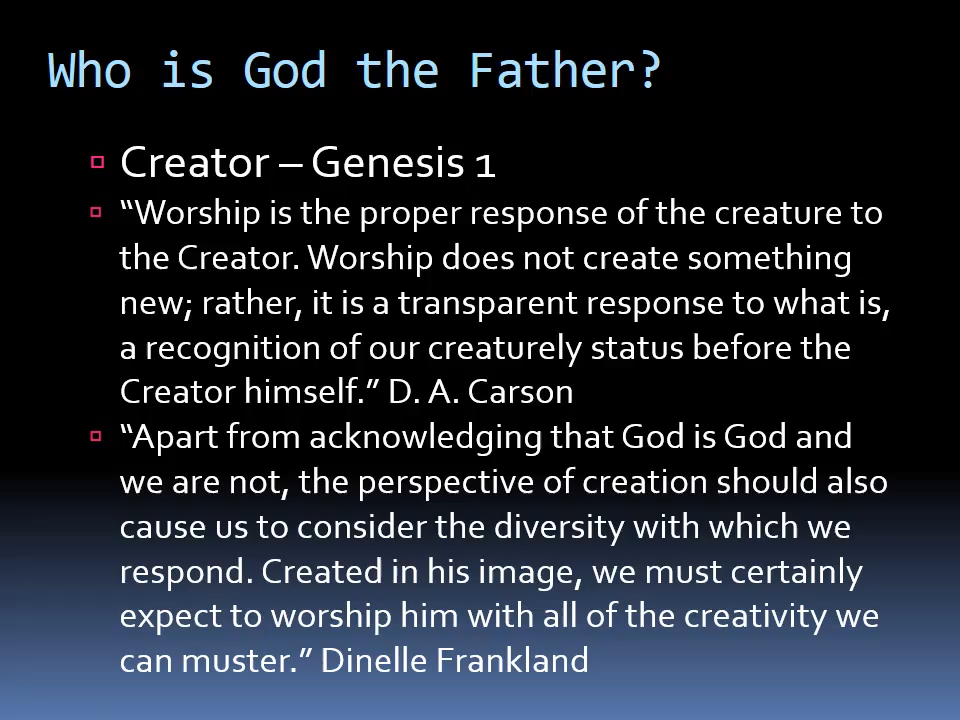 Who is God the Father?
Creator – Genesis 1
“Worship is the proper response of the creature to
the Creator. Worship does not create something
new; rather, it is a transparent response to what is,
a recognition of our creaturely status before the
Creator himself.” D. A. Carson
“Apart from acknowledging that God is God and
we are not, the perspective of creation should also
cause us to consider the diversity with which we
respond. Created in his image, we must certainly
expect to worship him with all of the creativity we
can muster.” Dinelle Frankland